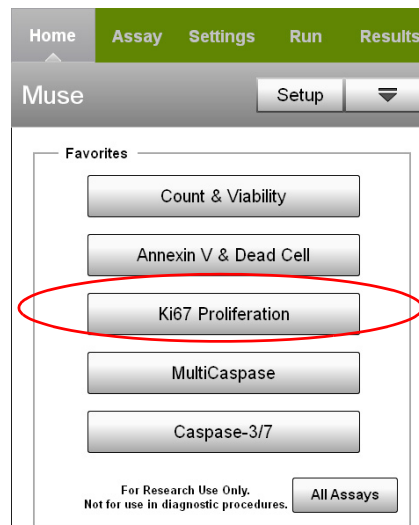 Home Assay Settings Run Results
Muse Setup
Favorites
Count & Viability
Annexin V & Dead Cell
Ki67 Proliferation
MultiCaspase
Caspase-3/7
For Research Use Only.
Not for use in diagnostic procedures.
All Assays